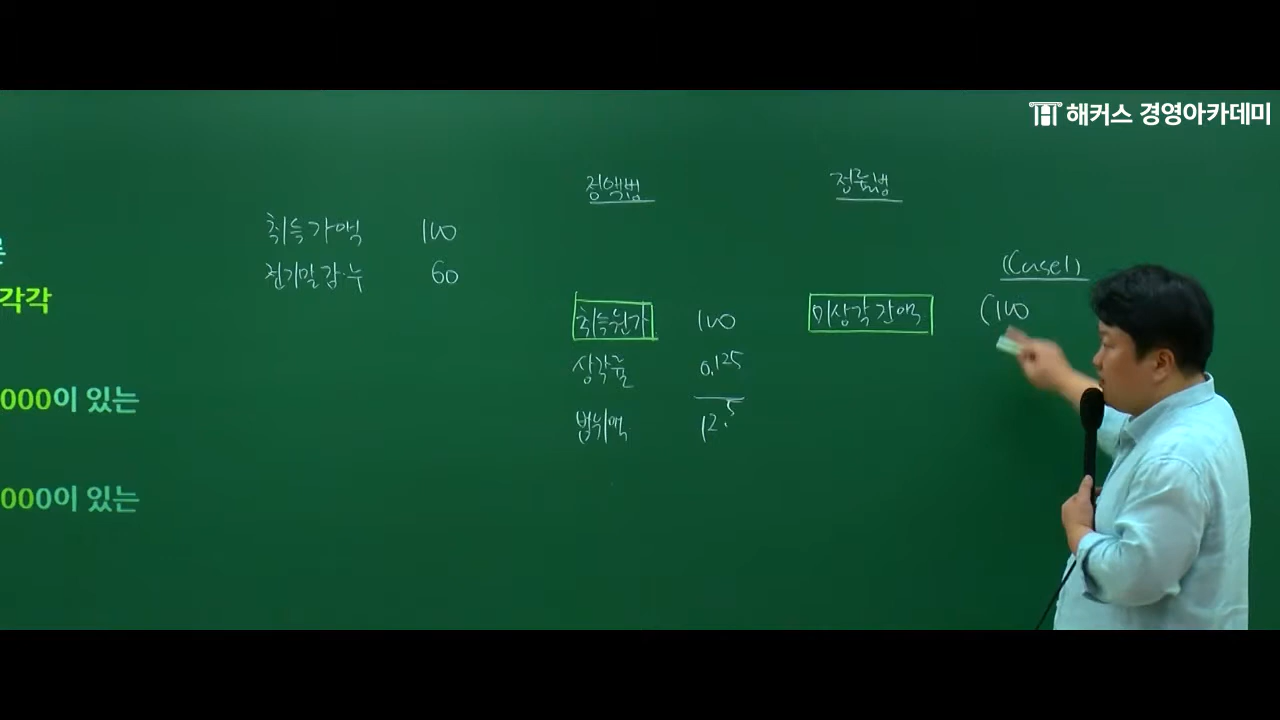 해커스 경영아카데미
정액법
정률법
취득가액 100
전기말 감·누 60
각각
(Case1)
취득원가 100
미상각잔액 (100
상각률 0.125
000이 있는
범위액 12.5
000이 있는